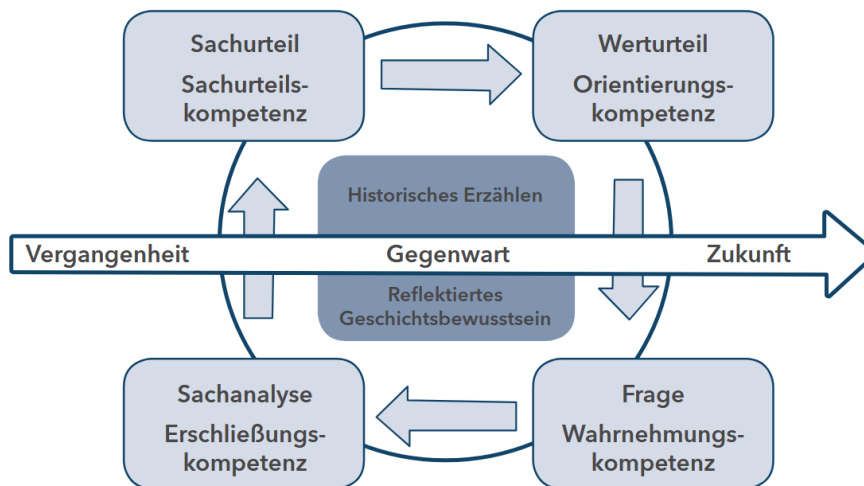 Sachurteil
Sachurteils-
kompetenz
Werturteil
Orientierungs-
kompetenz
Historisches Erzählen
Vergangenheit
Gegenwart
Zukunft
Reflektiertes
Geschichtsbewusstsein
Sachanalyse
Erschließungs-
kompetenz
Frage
Wahrnehmungs-
kompetenz